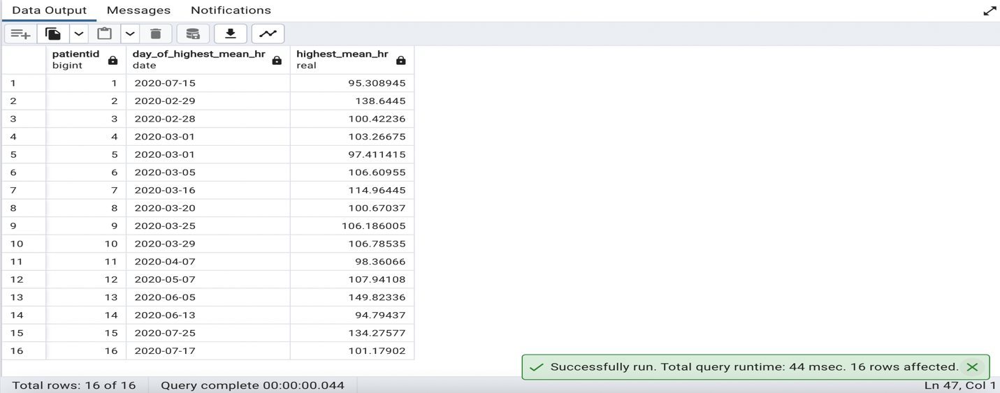 Data Output Messages Notifications
patientid day_of_highest_mean_hr highest_mean_hr
bigint date real
1 1 2020-07-15 95.308945
2 2 2020-02-29 138.6445
3 3 2020-02-28 100.42236
4 4 2020-03-01 103.26675
5 5 2020-03-01 97.411415
6 6 2020-03-05 106.60955
7 7 2020-03-16 114.96445
8 8 2020-03-20 100.67037
9 9 2020-03-25 106.186005
10 10 2020-03-29 106.78535
11 11 2020-04-07 98.36066
12 12 2020-05-07 107.94108
13 13 2020-06-05 149.82336
14 14 2020-06-13 94.79437
15 15 2020-07-25 134.27577
16 16 2020-07-17 101.17902
Successfully run. Total query runtime: 44 msec. 16 rows affected.
Total rows: 16 of 16 Query complete 00:00:00.044 Ln 47, Col 1